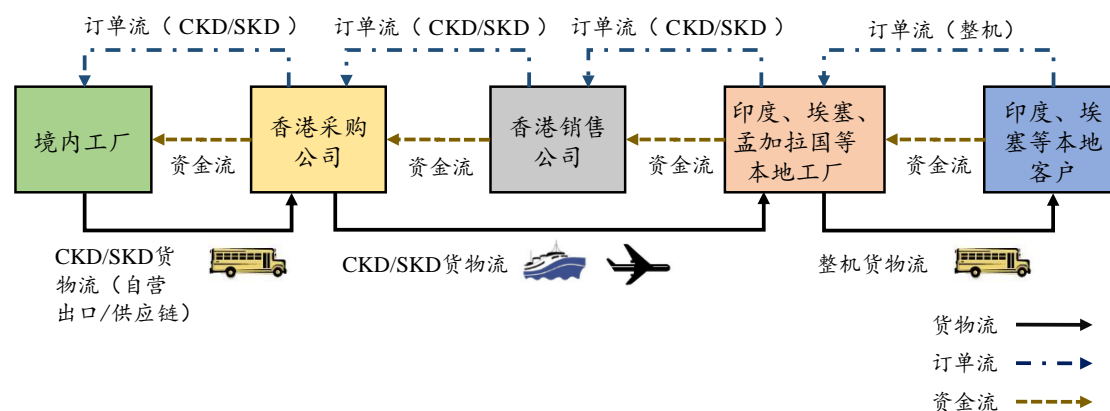 订单流（CKD/SKD）
订单流（CKD/SKD）
订单流（CKD/SKD）
订单流（整机）
境内工厂
资金流
香港采购
公司
资金流
香港销售
公司
资金流
印度、埃塞、
孟加拉国等
本地工厂
资金流
印度、埃
塞等本地
客户
CKD/SKD货
物流（自营
出口/供应链）
CKD/SKD货物流
整机货物流
货物流
订单流
资金流